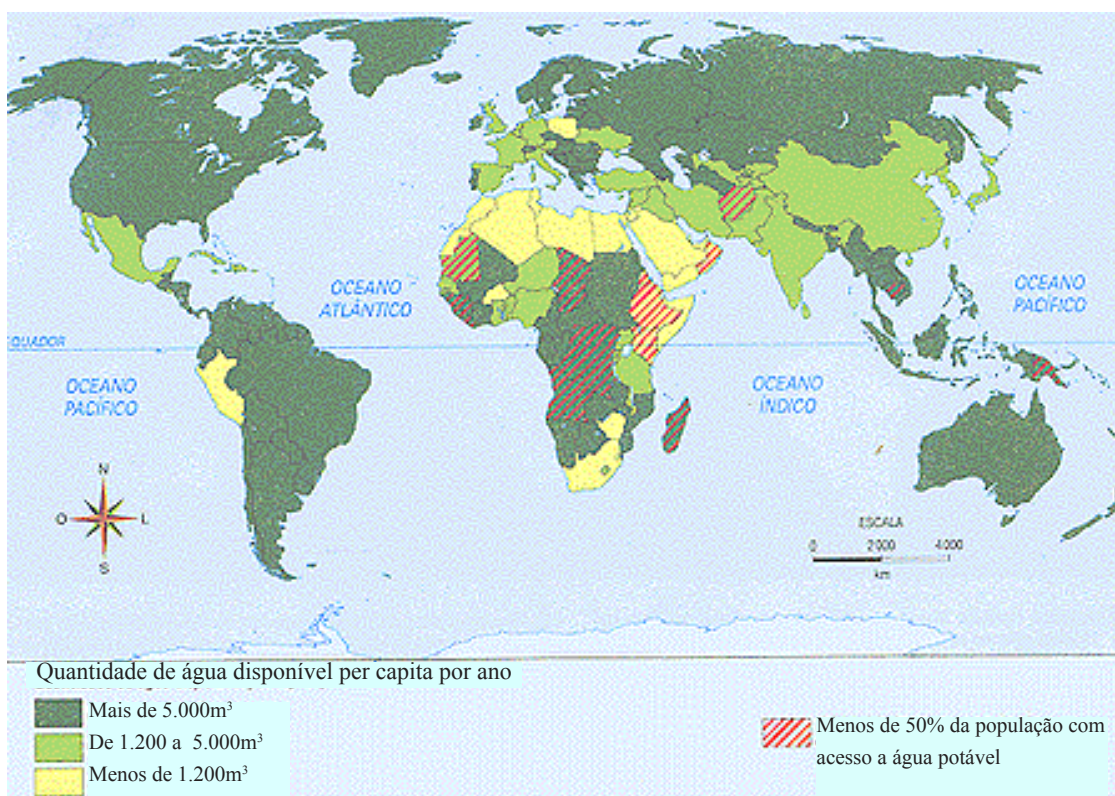 OCEANO
ATLÂNTICO
OCEANO
PACÍFICO
EQUADOR
OCEANO
PACÍFICO
OCEANO
ÍNDICO
N
O
L
S
ESCALA
0 2000 4000
km
Quantidade de água disponível per capita por ano
Mais de 5.000m³
De 1.200 a 5.000m³
Menos de 1.200m³
Menos de 50% da população com
acesso a água potável